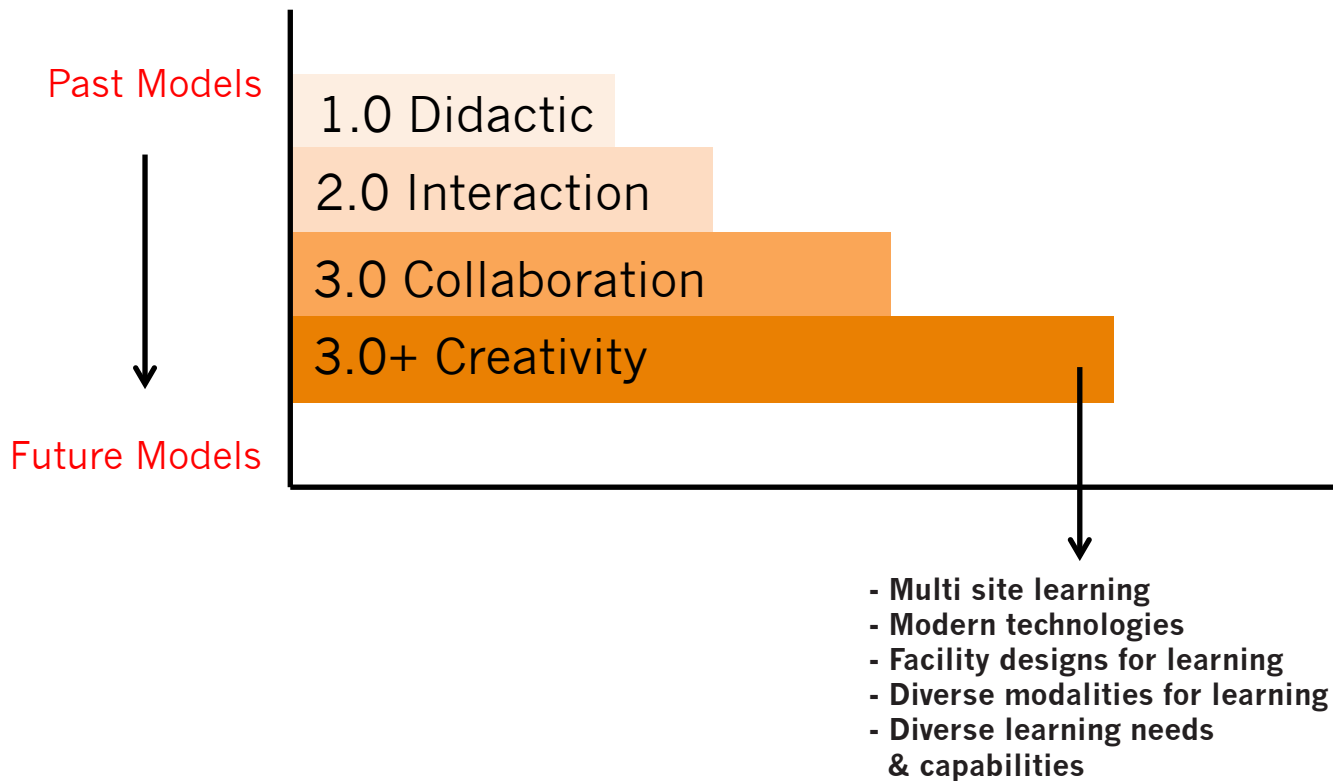 Past Models
1.0 Didactic
2.0 Interaction
3.0 Collaboration
3.0+ Creativity
Future Models
- Multi site learning
- Modern technologies
- Facility designs for learning
- Diverse modalities for learning
- Diverse learning needs
& capabilities